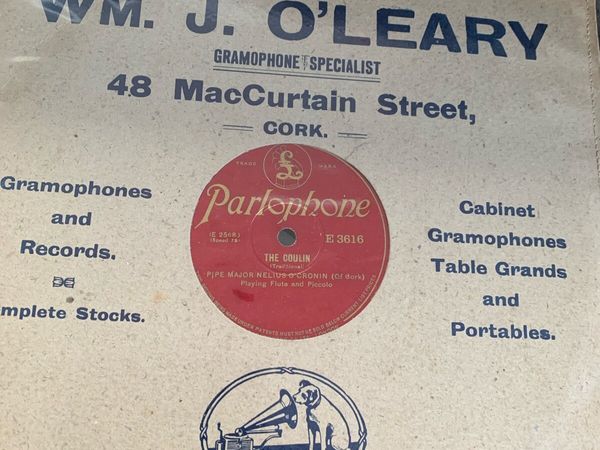 WM. J. O'LEARY
GRAMOPHONE SPECIALIST
48 MacCurtain Street,
CORK.
Gramophones
and
Records.
mplete Stocks.
TRADE MARK
£
Parlophone
E 3616
THE COULIN
(Traditional)
PIPE MAJOR NELIUS O'CRONIN (Of dork)
Playing Flute and Piccolo
Cabinet
Gramophones
Table Grands
and
Portables.